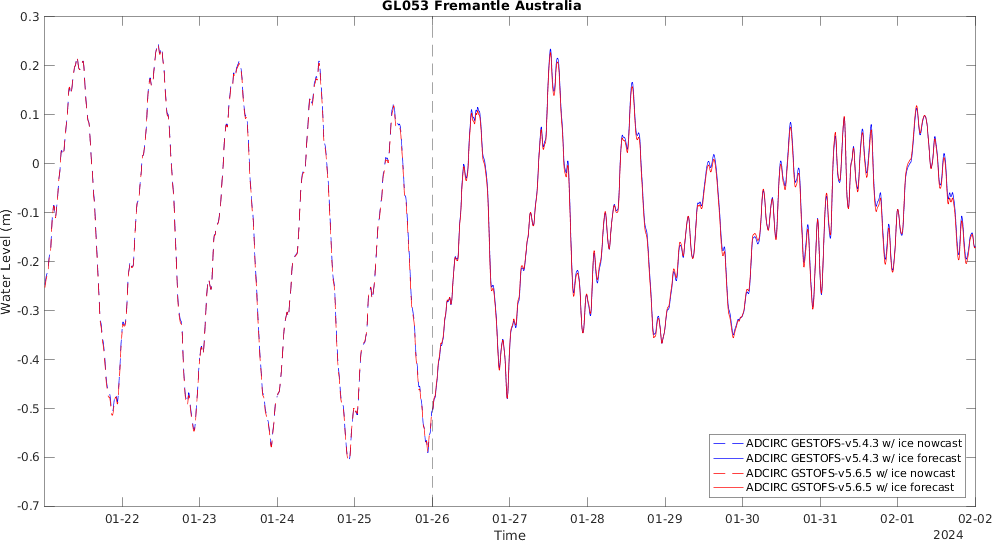 GL053 Fremantle Australia
0.3
0.2
0.1
0
-0.1
-0.2
-0.3
-0.4
-0.5
-0.6
-0.7
Water Level (m)
ADCIRC GESTOFS-v5.4.3 w/ ice nowcast
ADCIRC GESTOFS-v5.4.3 w/ ice forecast
ADCIRC GSTOFS-v5.6.5 w/ ice nowcast
ADCIRC GSTOFS-v5.6.5 w/ ice forecast
01-22 01-23 01-24 01-25 01-26 01-27 01-28 01-29 01-30 01-31 02-01 02-02
Time
2024